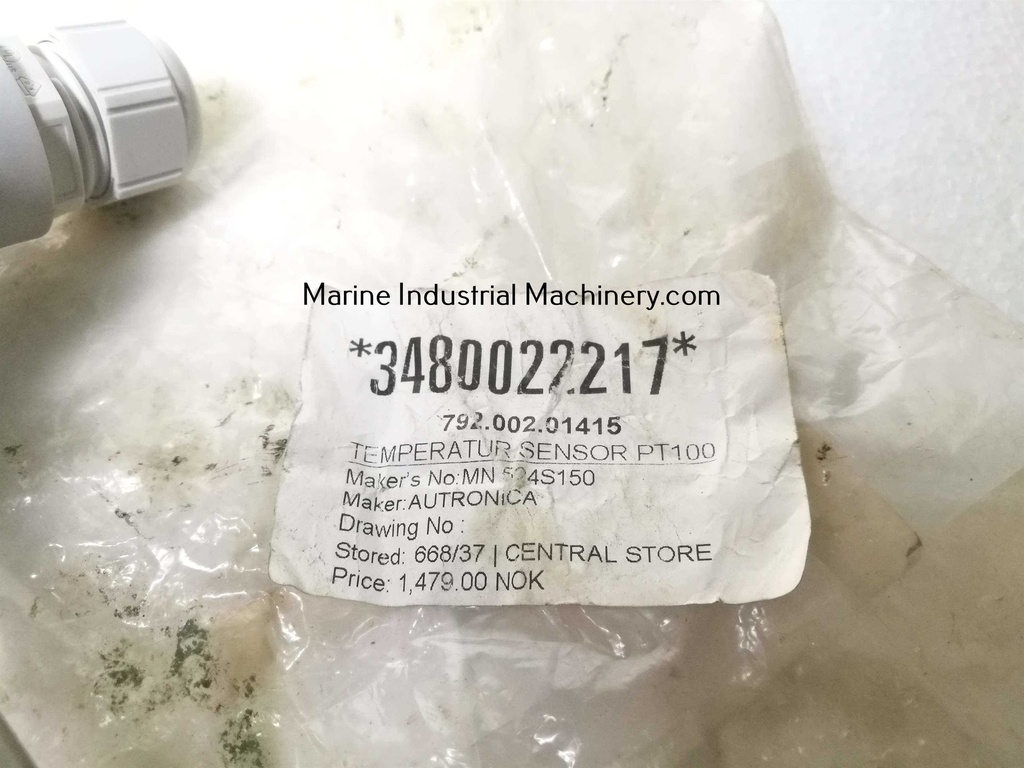 Marine Industrial Machinery.com
*3480022217*
792.002.01415
TEMPERATUR SENSOR PT100
Maker's No:MN 534S150
Maker:AUTRONICA
Drawing No :
Stored: 668/37 | CENTRAL STORE
Price: 1,479.00 NOK